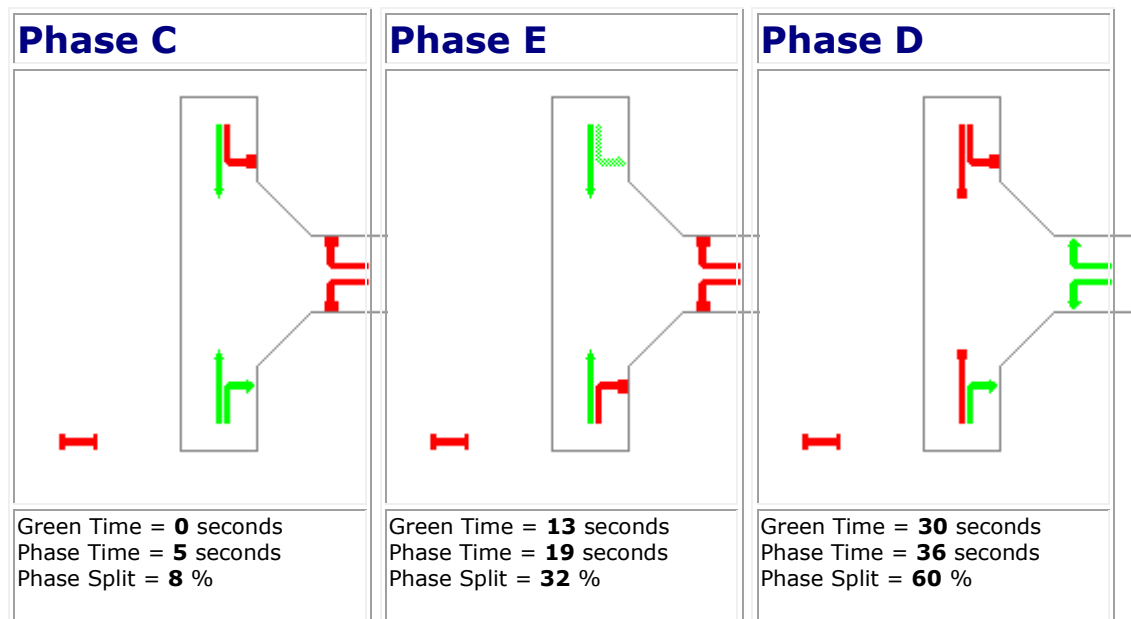 Phase C
Green Time = 0 seconds
Phase Time = 5 seconds
Phase Split = 8 %
Phase E
Green Time = 13 seconds
Phase Time = 19 seconds
Phase Split = 32 %
Phase D
Green Time = 30 seconds
Phase Time = 36 seconds
Phase Split = 60 %